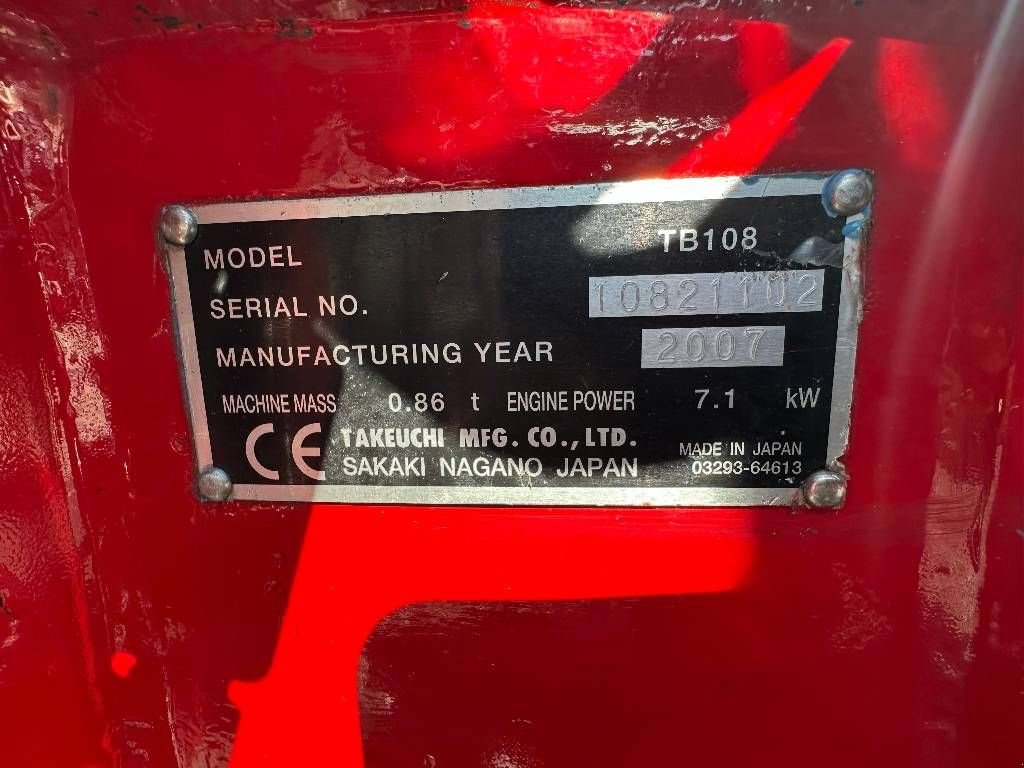 MODEL TB108
SERIAL NO. 10821102
MANUFACTURING YEAR 2007
MACHINE MASS 0.86 t ENGINE POWER 7.1 kW
CE TAKEUCHI MFG. CO.,LTD.
SAKAKI NAGANO JAPAN
MADE IN JAPAN
03293-64613